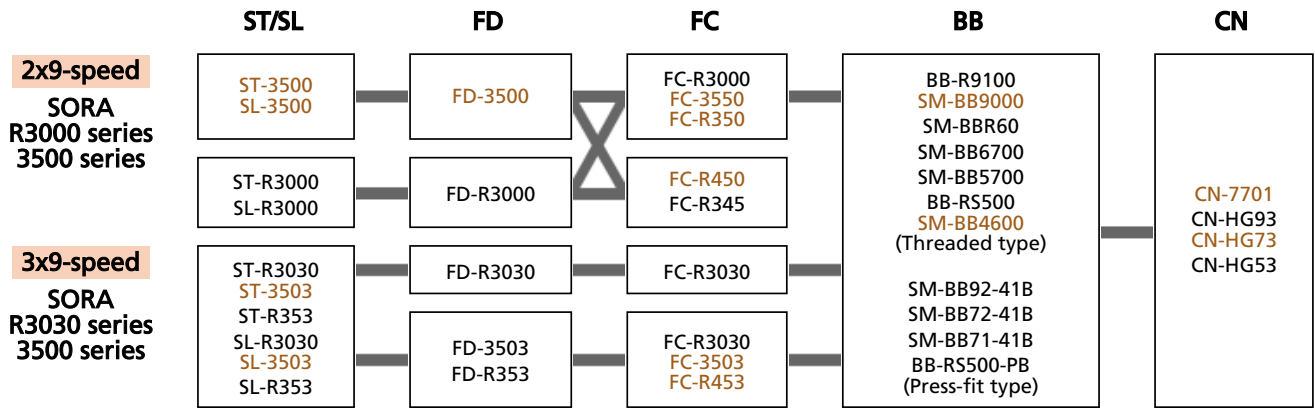 ST/SL
FD
FC
BB
CN
2x9-speed
SORA
R3000 series
3500 series
ST-3500
SL-3500
FD-3500
FC-R3000
FC-3550
FC-R350
ST-R3000
SL-R3000
FD-R3000
FC-R450
FC-R345
3x9-speed
SORA
R3030 series
3500 series
ST-R3030
ST-3503
ST-R353
SL-R3030
SL-3503
SL-R353
FD-R3030
FC-R3030
FD-3503
FD-R353
FC-R3030
FC-3503
FC-R453
BB-R9100
SM-BB9000
SM-BBR60
SM-BB6700
SM-BB5700
BB-RS500
SM-BB4600
(Threaded type)
SM-BB92-41B
SM-BB72-41B
SM-BB71-41B
BB-RS500-PB
(Press-fit type)
CN-7701
CN-HG93
CN-HG73
CN-HG53